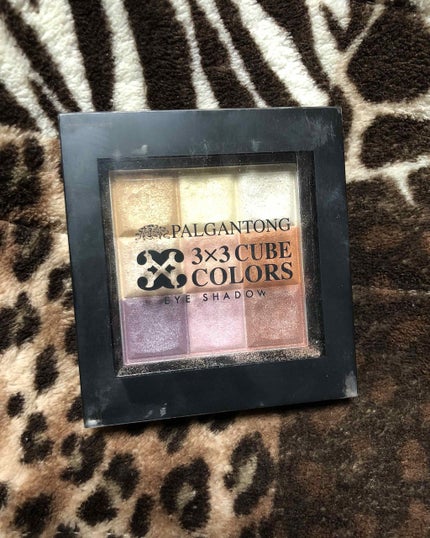 PALGANTONG
3×3 CUBE
COLORS
EYE SHADOW